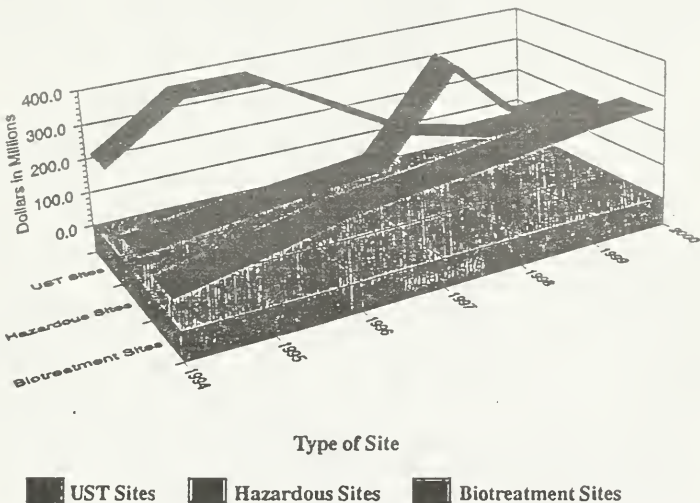 400.0
300.0
200.0
100.0
0.0
Dollars in Millions
UST Sites
Hazardous Sites
Biotreatment Sites
1994
1995
1996
1997
1998
1999
2000
Type of Site
UST Sites
Hazardous Sites
Biotreatment Sites